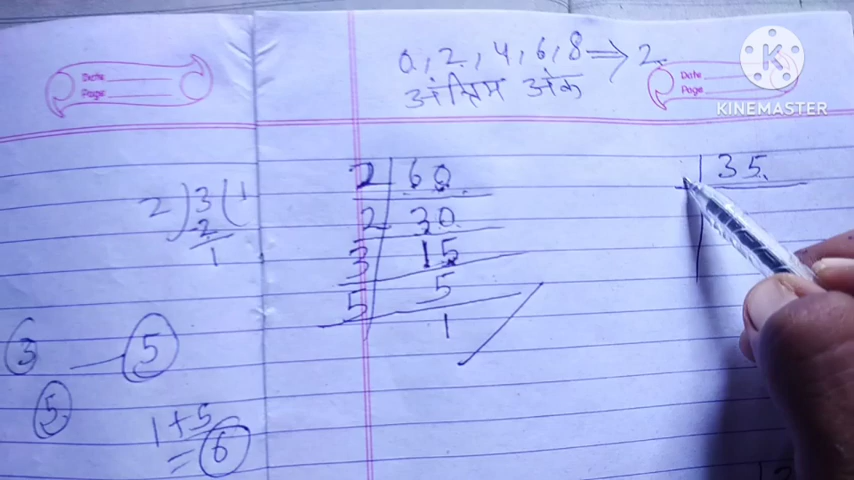 0, 2, 4, 6, 8 ⇒ 2.
अंतिम अंक
Date
Page
Date
Page
KINEMASTER
2 ) 3 ( 1
2
1
2 | 60
2 | 30
3 | 15
5 | 5
1
135
3 — 5
5
1 + 5
= 6